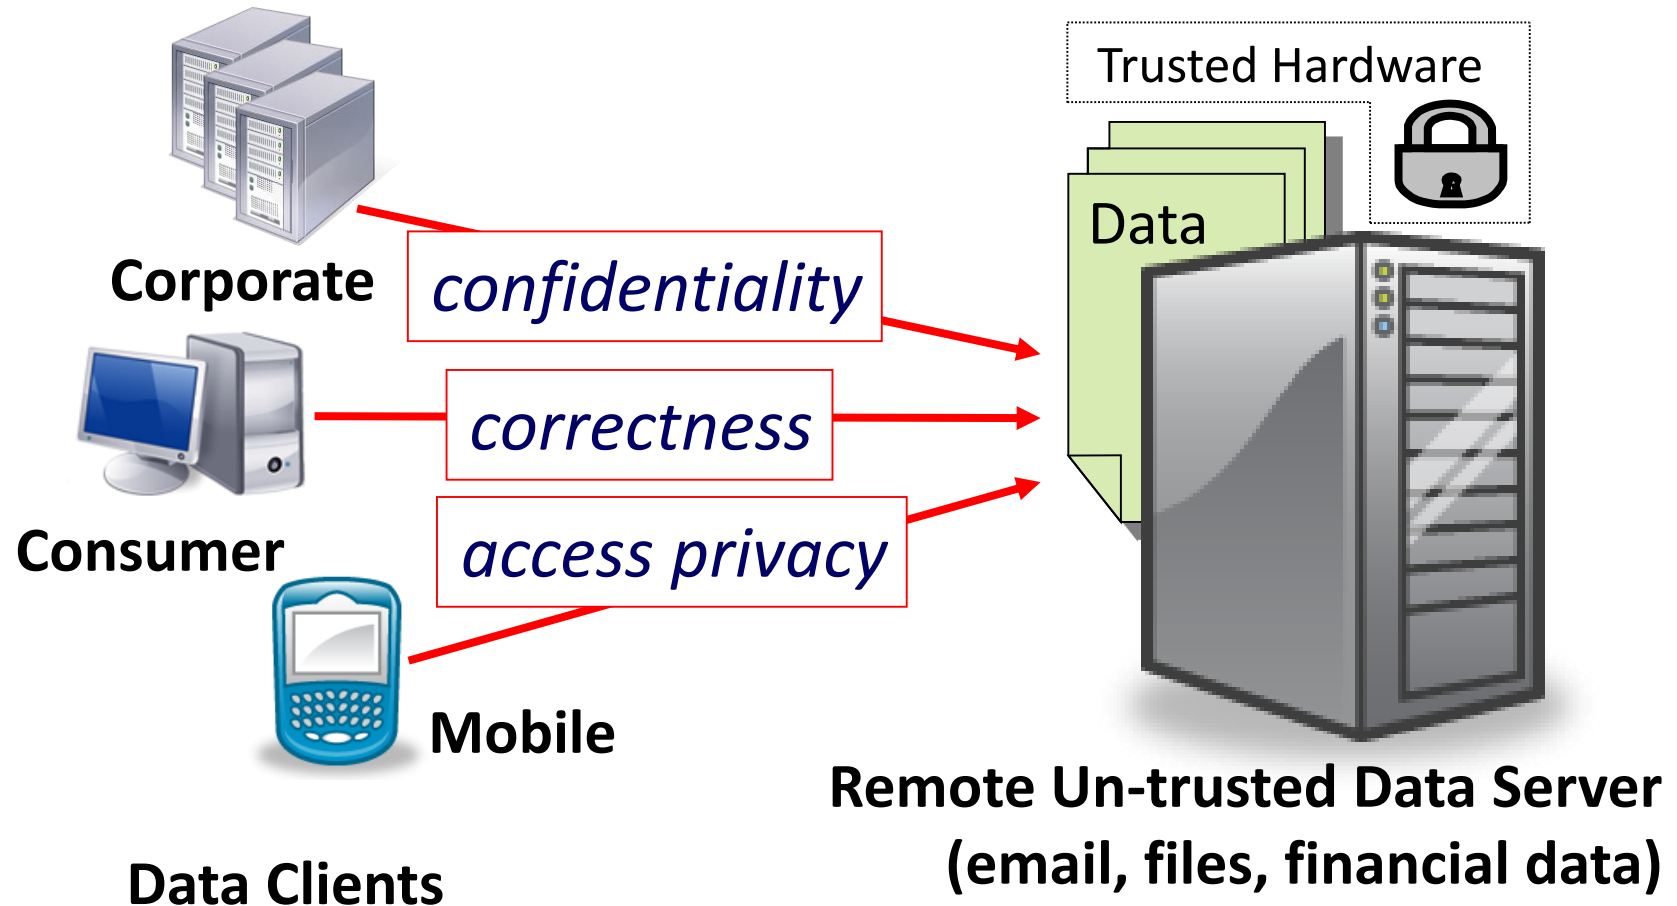 Trusted Hardware
Data
Corporate
confidentiality
correctness
Consumer
access privacy
Mobile
Remote Un-trusted Data Server
(email, files, financial data)
Data Clients